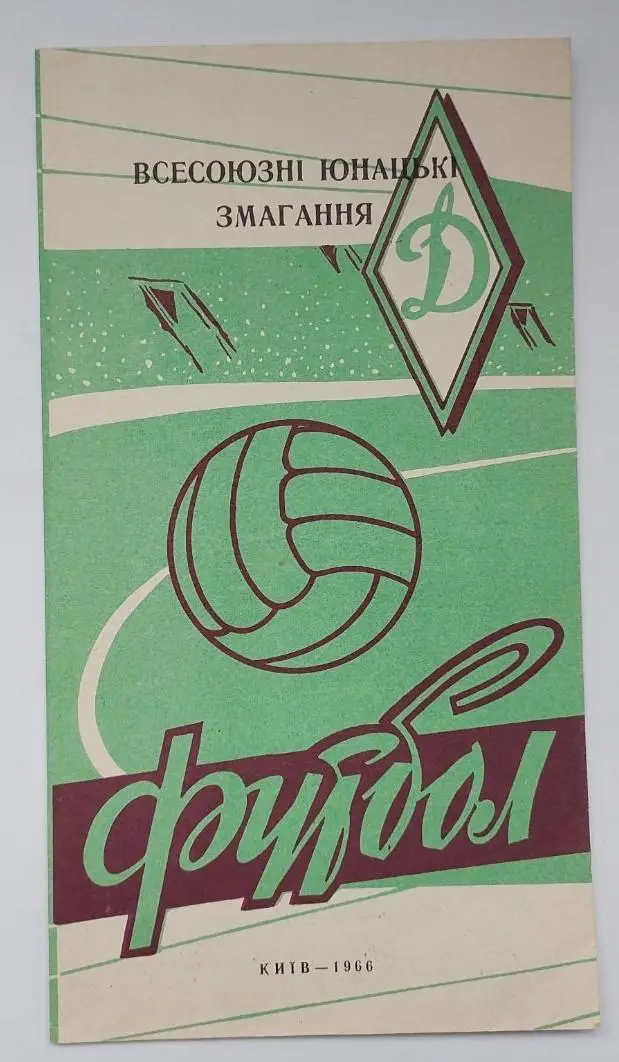 ВСЕСОЮЗНІ ЮНАЦЬКІ
ЗМАГАННЯ
Д
футбол
КИЇВ — 1966